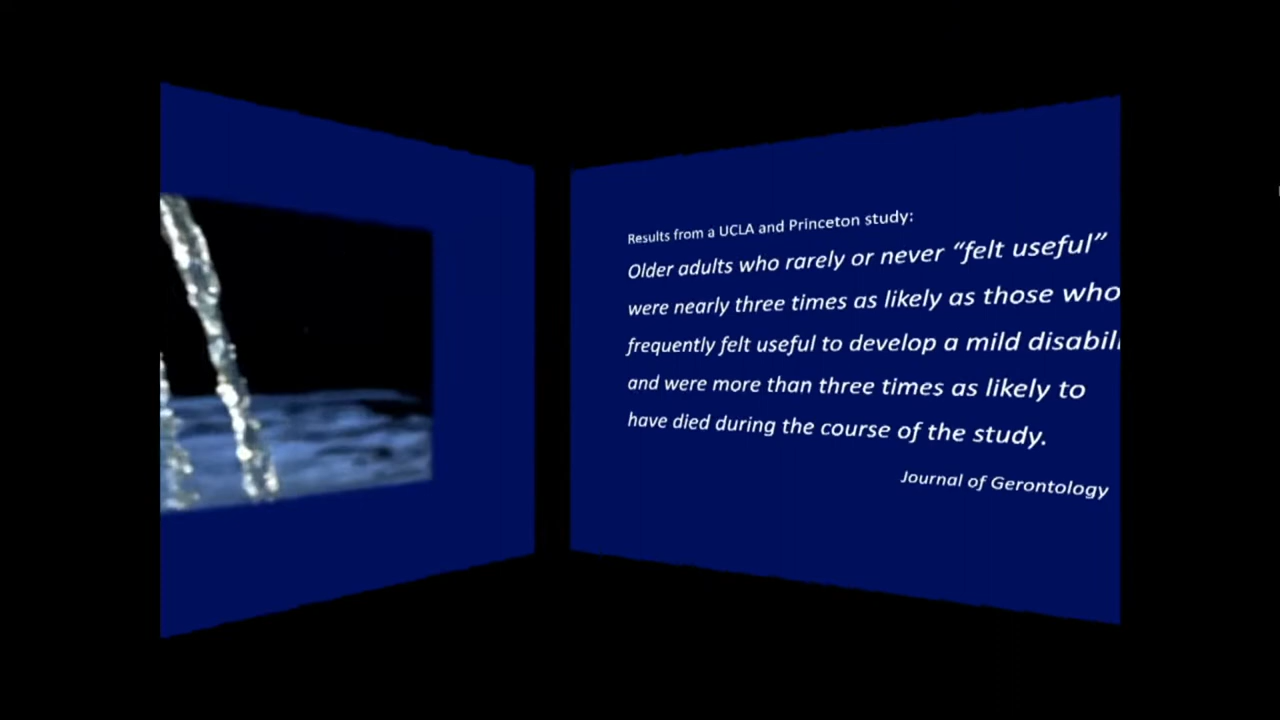 Results from a UCLA and Princeton study:
Older adults who rarely or never “felt useful”
were nearly three times as likely as those who
frequently felt useful to develop a mild
and were more than three times as likely to
have died during the course of the study.
Journal of Gerontology